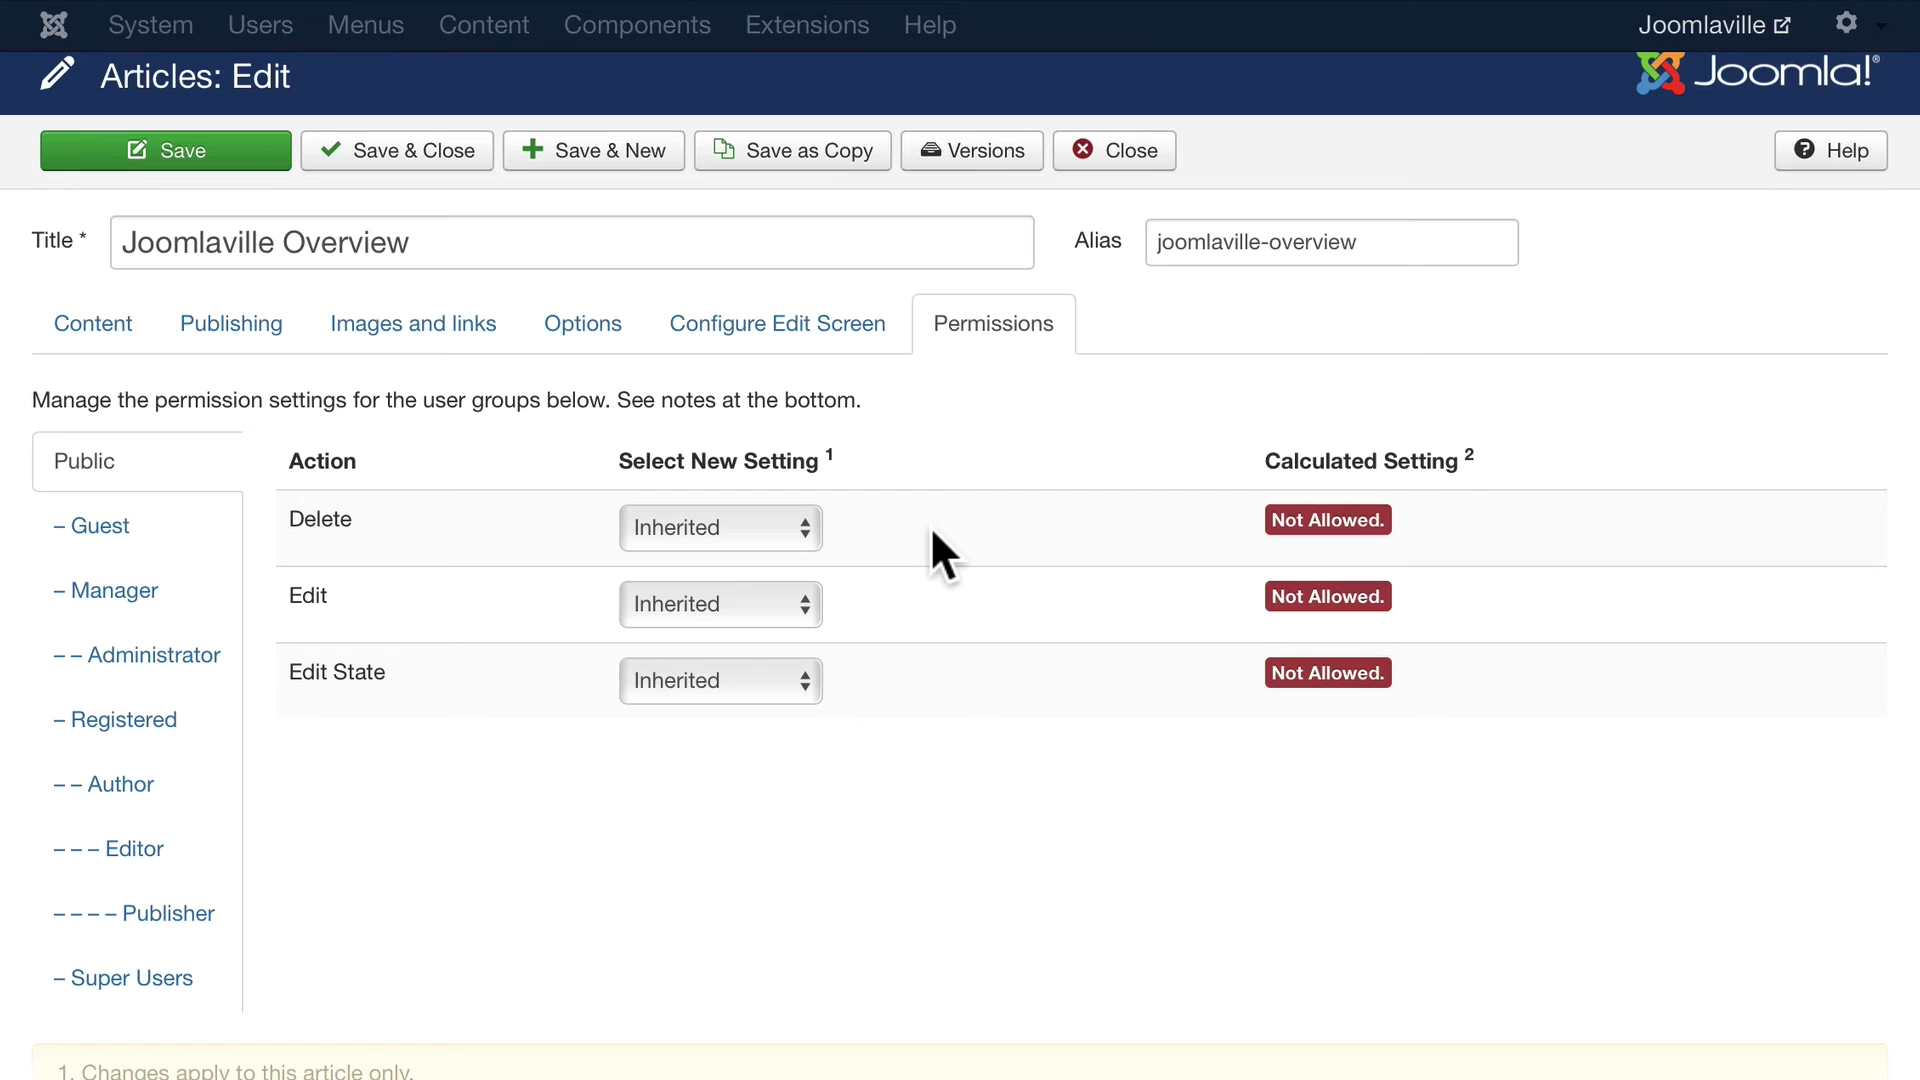 System Users Menus Content Components Extensions Help Joomlaville
Articles: Edit Joomla!®
Save Save & Close Save & New Save as Copy Versions Close Help
Title * Joomlaville Overview Alias joomlaville-overview
Content Publishing Images and links Options Configure Edit Screen Permissions
Manage the permission settings for the user groups below. See notes at the bottom.
Public Action Select New Setting 1 Calculated Setting 2
Delete Inherited Not Allowed.
– Guest
Edit Inherited Not Allowed.
– Manager
– – Administrator
Edit State Inherited Not Allowed.
– Registered
– – Author
– – – Editor
– – – – Publisher
– Super Users
1. Changes apply to this article only.